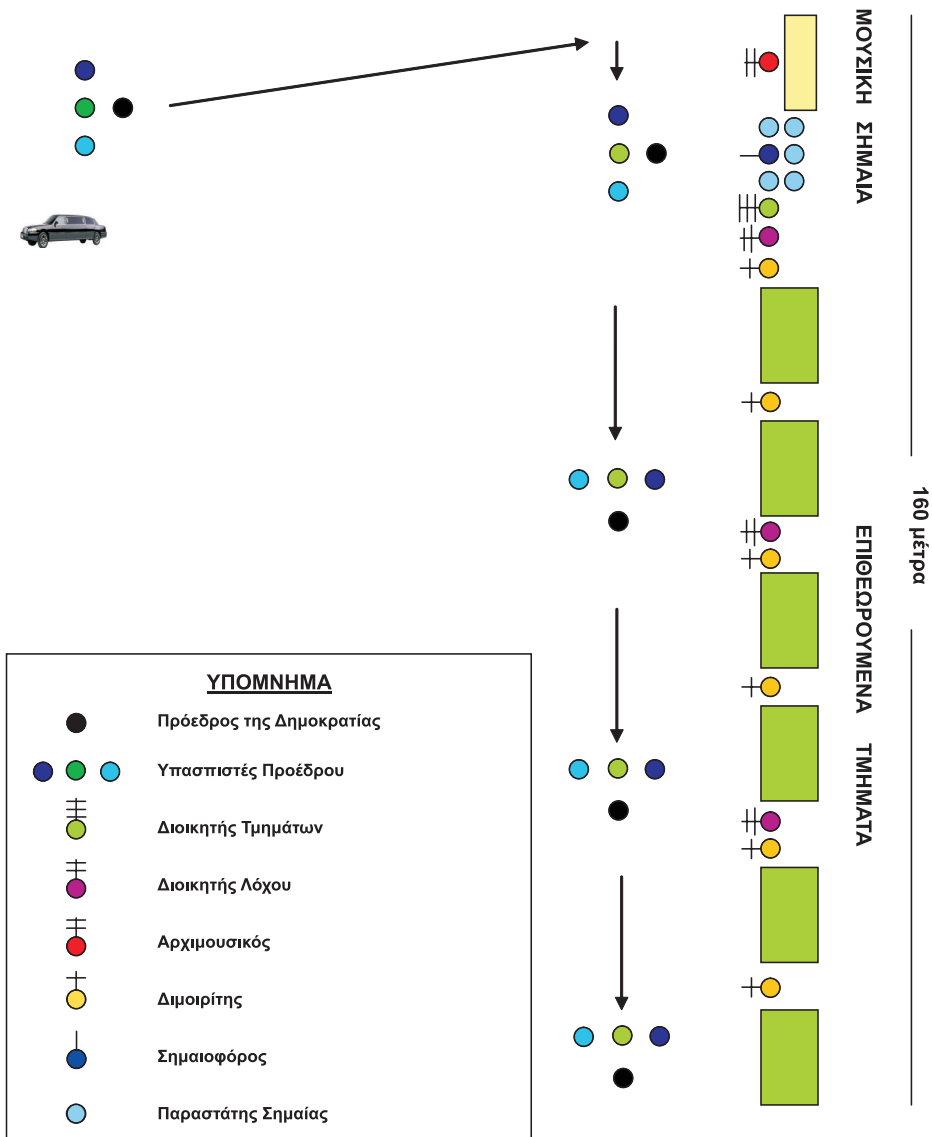 ΜΟΥΣΙΚΗ ΣΗΜΑΙΑ
ΕΠΙΘΕΩΡΟΥΜΕΝΑ ΤΜΗΜΑΤΑ
160 μέτρα
ΥΠΟΜΝΗΜΑ
Πρόεδρος της Δημοκρατίας
Υπασπιστές Προέδρου
Διοικητής Τμημάτων
Διοικητής Λόχου
Αρχιμουσικός
Διμοιρίτης
Σημαιοφόρος
Παραστάτης Σημαίας